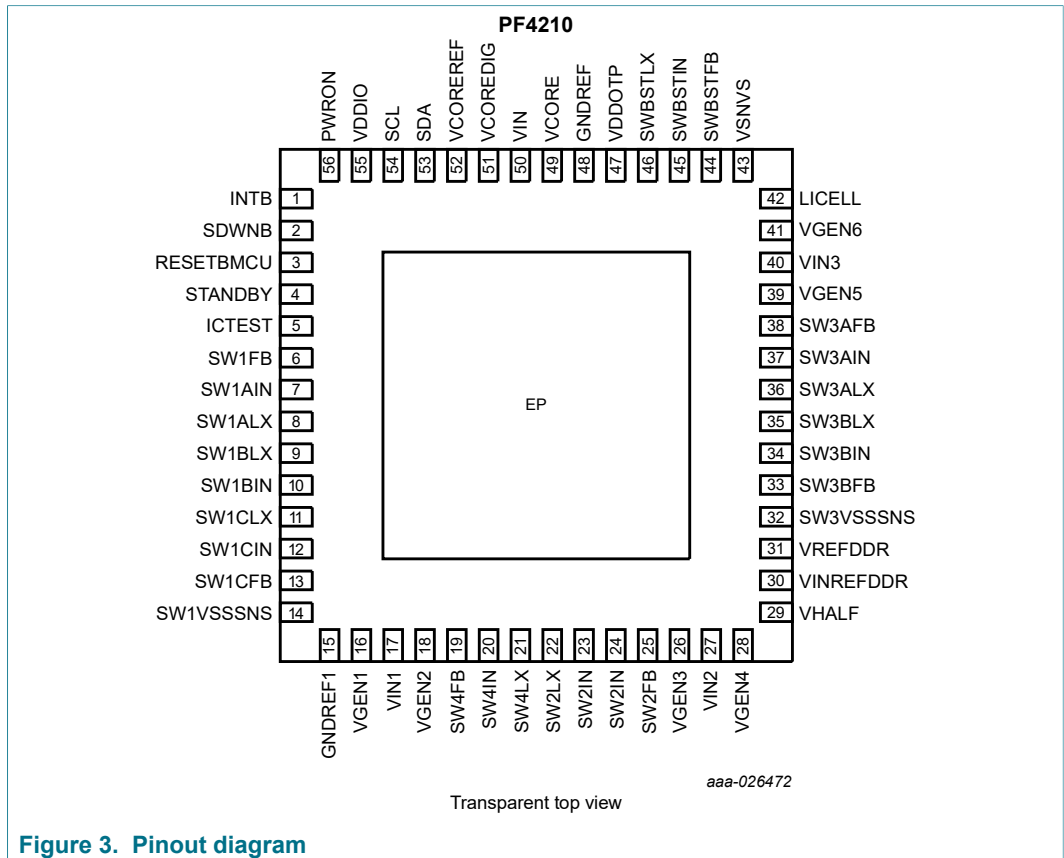 PF4210
PWRON
VDDIO
SCL
SDA
VCOREREF
VCOREDIG
VIN
VCORE
GNDREF
VDDOTP
SWBSTLX
SWBSTIN
SWBSTFB
VSNVS
56
55
54
53
52
51
50
49
48
47
46
45
44
43
INTB 1
SDWNB 2
RESETBMCU 3
STANDBY 4
ICTEST 5
SW1FB 6
SW1AIN 7
SW1ALX 8
SW1BLX 9
SW1BIN 10
SW1CLX 11
SW1CIN 12
SW1CFB 13
SW1VSSSNS 14
EP
42 LICELL
41 VGEN6
40 VIN3
39 VGEN5
38 SW3AFB
37 SW3AIN
36 SW3ALX
35 SW3BLX
34 SW3BIN
33 SW3BFB
32 SW3VSSSNS
31 VREFDDR
30 VINREFDDR
29 VHALF
15
16
17
18
19
20
21
22
23
24
25
26
27
28
GNDREF1
VGEN1
VIN1
VGEN2
SW4FB
SW4IN
SW4LX
SW2LX
SW2IN
SW2IN
SW2FB
VGEN3
VIN2
VGEN4
aaa-026472
Transparent top view
Figure 3. Pinout diagram